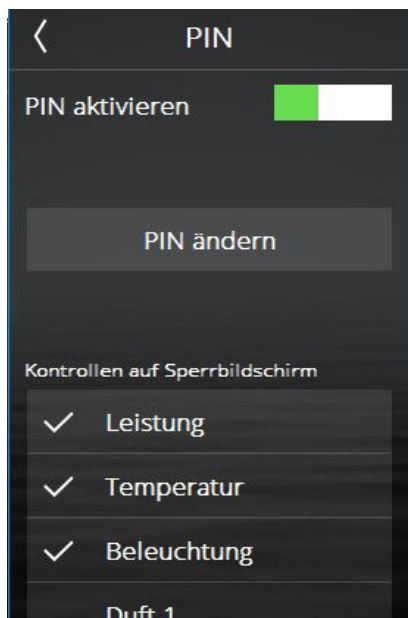 PIN
PIN aktivieren
PIN ändern
Kontrollen auf Sperrbildschirm
Leistung
Temperatur
Beleuchtung
Duft 1